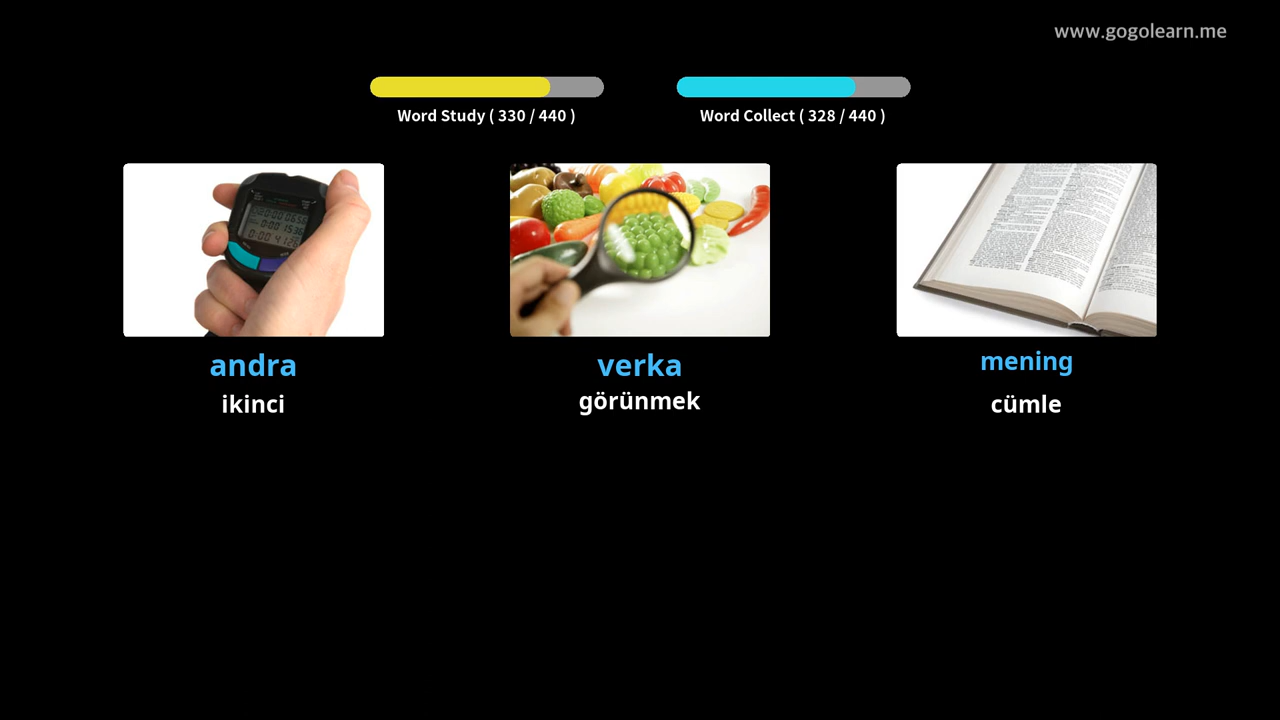 www.gogolearn.me
Word Study ( 330 / 440 )
Word Collect ( 328 / 440 )
andra
verka
mening
ikinci
görünmek
cümle